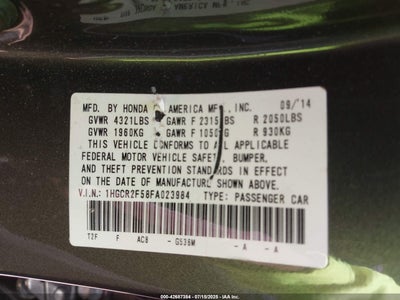 MFD. BY HONDA OF AMERICA MFG., INC. 09/'14
GVWR 4321LBS GAWR F 2315LBS R 2050LBS
GVWR 1960KG GAWR F 1050KG R 930KG
THIS VEHICLE CONFORMS TO ALL APPLICABLE
FEDERAL MOTOR VEHICLE SAFETY, BUMPER,
AND THEFT PREVENTION STANDARDS IN EFFECT
ON THE DATE OF MANUFACTURE SHOWN ABOVE.
V.I.N.: 1HGCR2F58FA023984 TYPE: PASSENGER CAR
T2F F AC8 - G536M - A - A
000-42687384 - 07/15/2025 - IAA